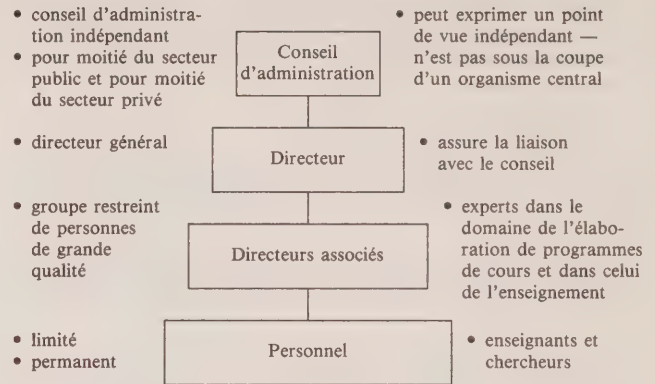 • conseil d'administra-
tion indépendant
• pour moitié du secteur
public et pour moitié
du secteur privé
Conseil
d'administration
• peut exprimer un point
de vue indépendant —
n'est pas sous la coupe
d'un organisme central
• directeur général
Directeur
• assure la liaison
avec le conseil
• groupe restreint
de personnes
de grande
qualité
Directeurs associés
• experts dans le
domaine de l'élabo-
ration de programmes
de cours et dans celui
de l'enseignement
• limité
• permanent
Personnel
• enseignants et
chercheurs